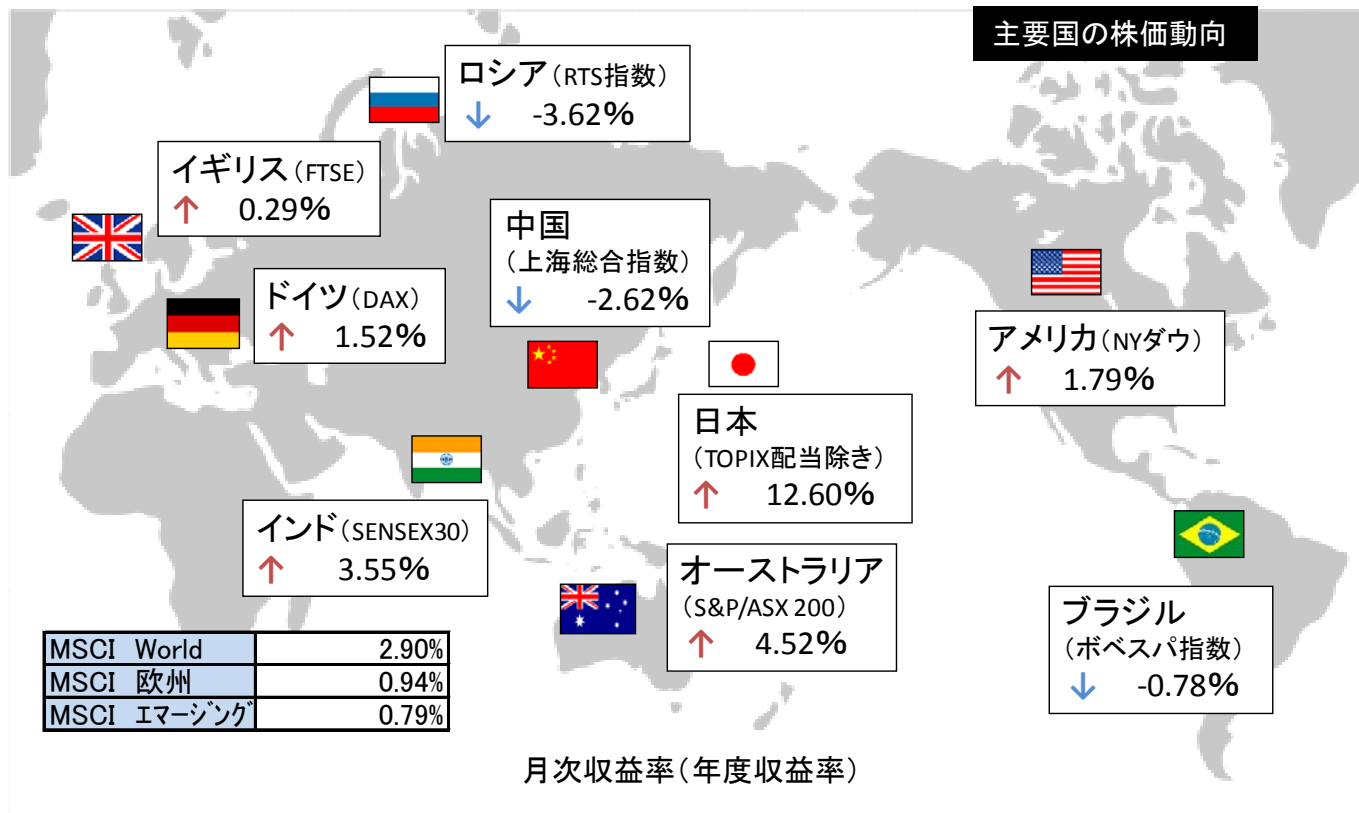 主要国の株価動向
ロシア(RTS指数)
↓ -3.62%
イギリス(FTSE)
↑ 0.29%
中国
(上海総合指数)
↓ -2.62%
ドイツ(DAX)
↑ 1.52%
アメリカ(NYダウ)
↑ 1.79%
日本
(TOPIX配当除き)
↑ 12.60%
インド(SENSEX30)
↑ 3.55%
オーストラリア
(S&P/ASX 200)
↑ 4.52%
ブラジル
(ボベスパ指数)
↓ -0.78%
MSCI World 2.90%
MSCI 欧州 0.94%
MSCI エマージング 0.79%
月次収益率(年度収益率)